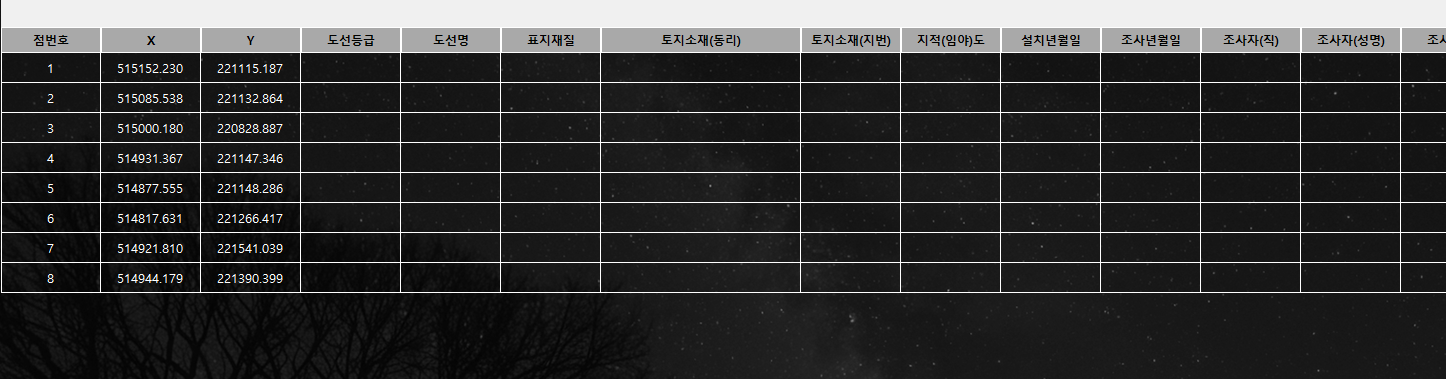 점번호 X Y 도선등급 도선명 표지재질 토지소재(동리) 토지소재(지번) 지적(임야)도 설치년월일 조사년월일 조사자(직) 조사자(성명) 조사
1 515152.230 221115.187
2 515085.538 221132.864
3 515000.180 220828.887
4 514931.367 221147.346
5 514877.555 221148.286
6 514817.631 221266.417
7 514921.810 221541.039
8 514944.179 221390.399